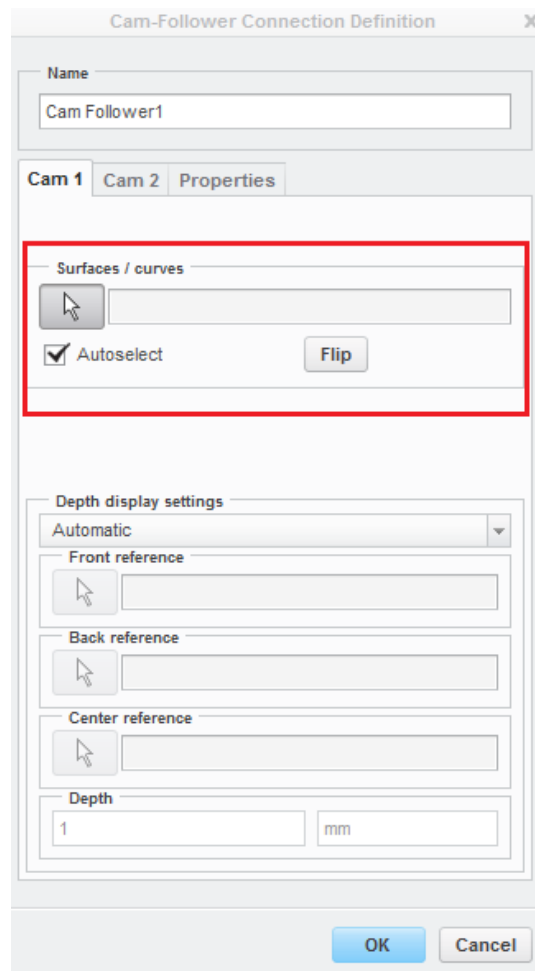 Cam-Follower Connection Definition
Name
Cam Follower1
Cam 1 Cam 2 Properties
Surfaces / curves
Autoselect Flip
Depth display settings
Automatic
Front reference
Back reference
Center reference
Depth
1 mm
OK Cancel